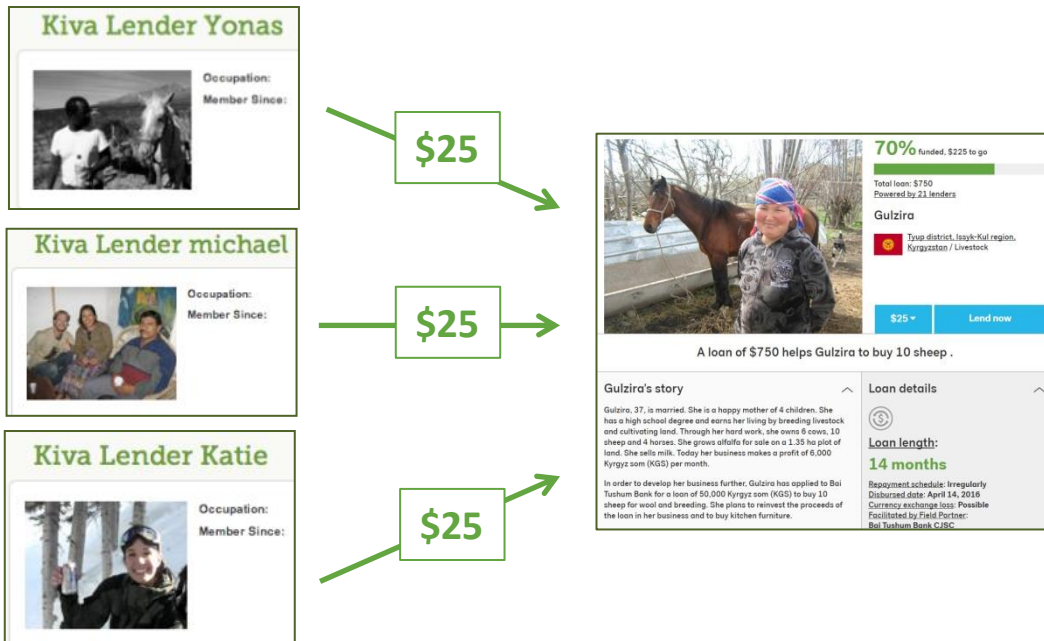 Kiva Lender Yonas
Occupation:
Member Since:
$25
Kiva Lender michael
Occupation:
Member Since:
$25
Kiva Lender Katie
Occupation:
Member Since:
$25
70% funded, $225 to go
Total loan: $750
Powered by 21 lenders
Gulzira
Tyup district, Issyk-Kul region,
Kyrgyzstan / Livestock
$25
Lend now
A loan of $750 helps Gulzira to buy 10 sheep .
Gulzira's story
Gulzira, 37, is married. She is a happy mother of 4 children. She
has a high school degree and earns her living by breeding livestock
and cultivating land. Through her hard work, she owns 6 cows, 10
sheep and 4 horses. She grows alfalfa for sale on a 1.35 ha plot of
land. She sells milk. Today her business makes a profit of 6,000
Kyrgyz som (KGS) per month.
In order to develop her business further, Gulzira has applied to Bai
Tushum Bank for a loan of 50,000 Kyrgyz som (KGS) to buy 10
sheep for wool and breeding. She plans to reinvest the proceeds of
the loan in her business and to buy kitchen furniture.
Loan details
Loan length:
14 months
Repayment schedule: Irregularly
Disbursed date: April 14, 2016
Currency exchange loss: Possible
Facilitated by Field Partner:
Bai Tushum Bank CJSC